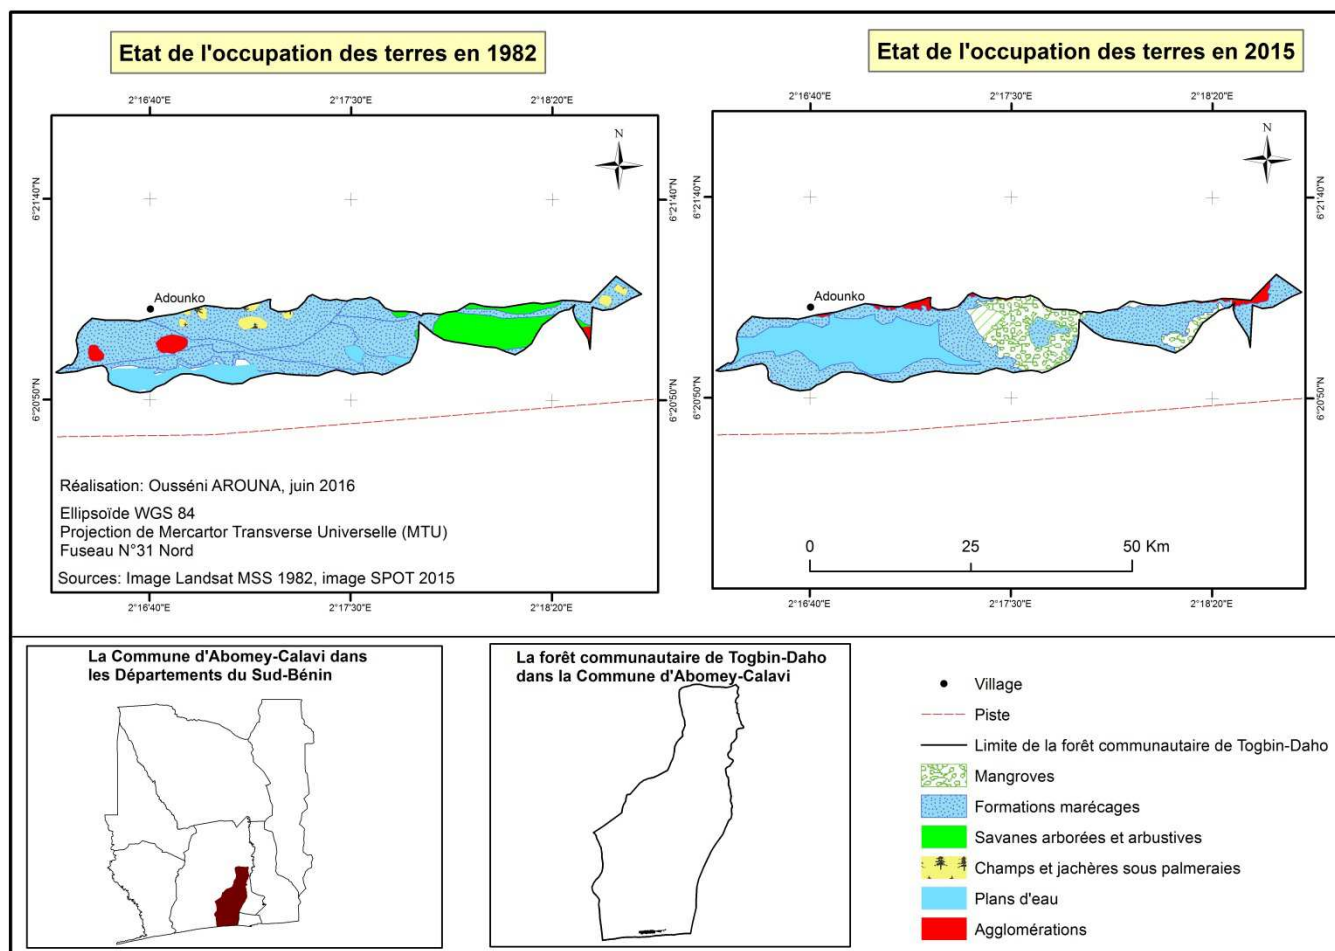 Etat de l'occupation des terres en 1982
2°16'40"E
2°17'30"E
2°18'20"E
N
6°21'40"N
6°21'40"N
Adounko
6°20'50"N
6°20'50"N
Réalisation: Ousséni AROUNA, juin 2016
Ellipsoïde WGS 84
Projection de Mercartor Transverse Universelle (MTU)
Fuseau N°31 Nord
Sources: Image Landsat MSS 1982, image SPOT 2015
2°16'40"E
2°17'30"E
2°18'20"E
Etat de l'occupation des terres en 2015
2°16'40"E
2°17'30"E
2°18'20"E
N
6°21'40"N
Adounko
6°20'50"N
0
25
50 Km
2°16'40"E
2°17'30"E
2°18'20"E
La Commune d'Abomey-Calavi dans
les Départements du Sud-Bénin
La forêt communautaire de Togbin-Daho
dans la Commune d'Abomey-Calavi
Village
Piste
Limite de la forêt communautaire de Togbin-Daho
Mangroves
Formations marécages
Savanes arborées et arbustives
Champs et jachères sous palmeraies
Plans d'eau
Agglomérations